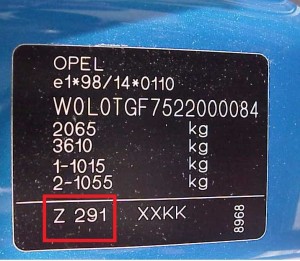 OPEL
e1*98/14*0110
W0L0TGF7522000084
2065 kg
3610 kg
1-1015 kg
2-1055 kg
Z 291 XXKK
8968